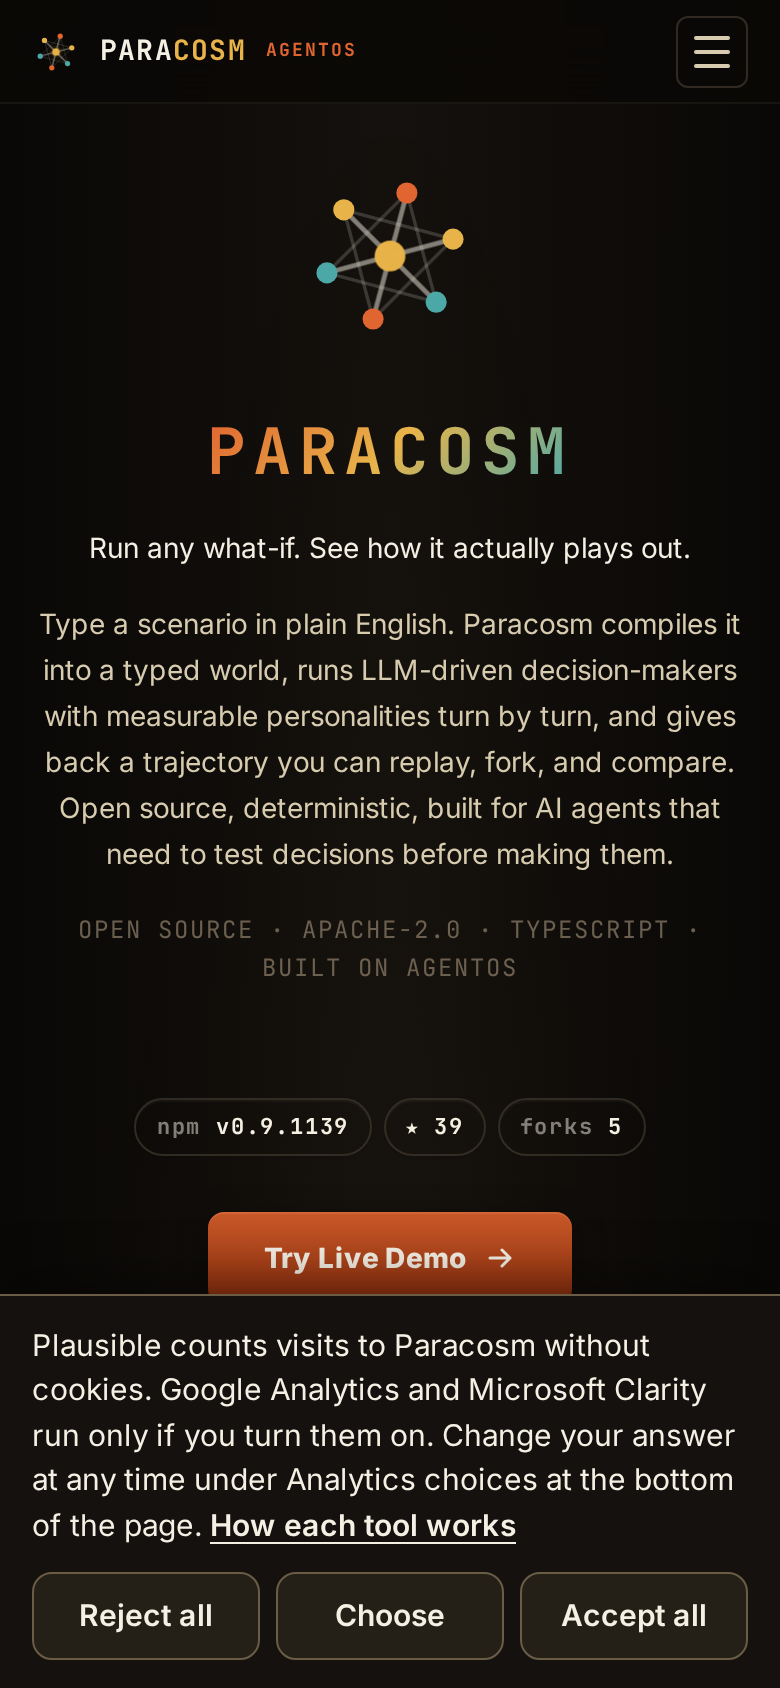 PARACOSM AGENTOS
PARACOSM
Run any what-if. See how it actually plays out.
Type a scenario in plain English. Paracosm compiles it
into a typed world, runs LLM-driven decision-makers
with measurable personalities turn by turn, and gives
back a trajectory you can replay, fork, and compare.
Open source, deterministic, built for AI agents that
need to test decisions before making them.
OPEN SOURCE · APACHE-2.0 · TYPESCRIPT ·
BUILT ON AGENTOS
npm v0.9.1139 ★ 39 forks 5
Try Live Demo →
Plausible counts visits to Paracosm without
cookies. Google Analytics and Microsoft Clarity
run only if you turn them on. Change your answer
at any time under Analytics choices at the bottom
of the page. How each tool works
Reject all Choose Accept all